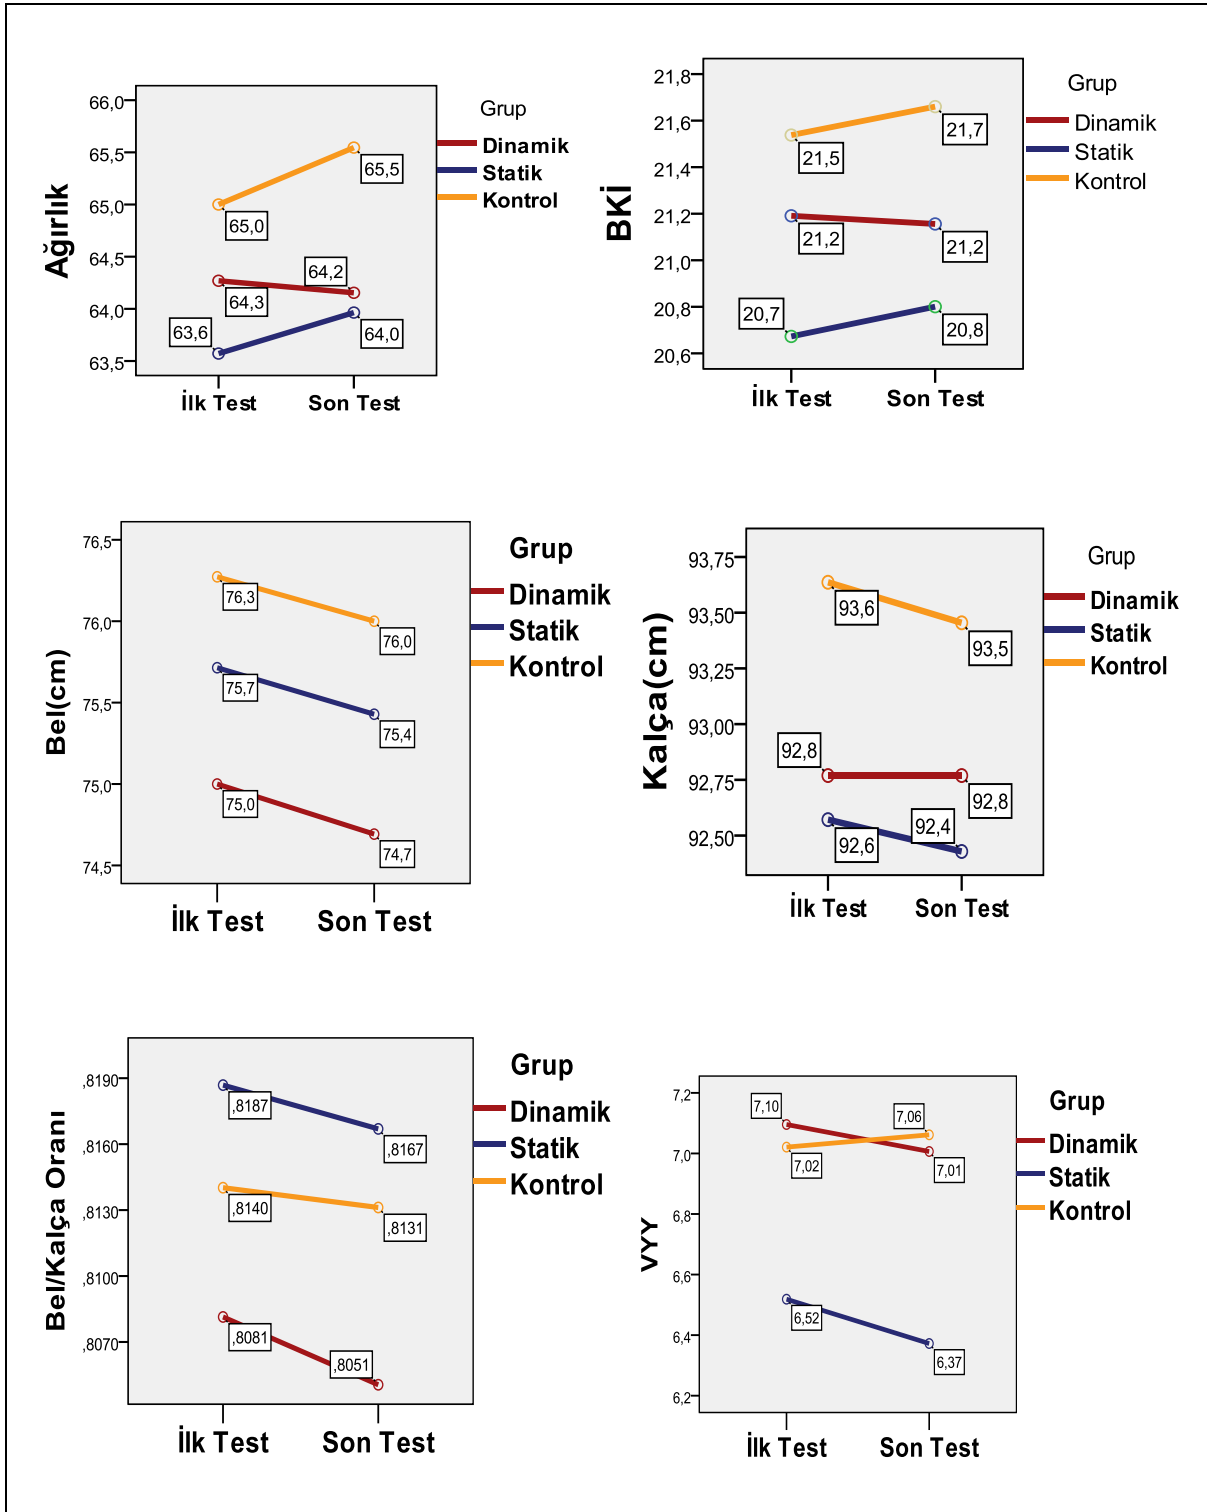 Ağırlık
66,0
65,5
65,0
64,5
64,0
63,5
65,0
65,5
64,3
64,2
63,6
64,0
İlk Test
Son Test
Grup
Dinamik
Statik
Kontrol
BKİ
21,8
21,6
21,4
21,2
21,0
20,8
20,6
21,5
21,7
21,2
21,2
20,7
20,8
İlk Test
Son Test
Grup
Dinamik
Statik
Kontrol
Bel(cm)
76,5
76,0
75,5
75,0
74,5
76,3
76,0
75,7
75,4
75,0
74,7
İlk Test
Son Test
Grup
Dinamik
Statik
Kontrol
Kalça(cm)
93,75
93,50
93,25
93,00
92,75
92,50
93,6
93,5
92,8
92,8
92,6
92,4
İlk Test
Son Test
Grup
Dinamik
Statik
Kontrol
Bel/Kalça Oranı
,8190
,8160
,8130
,8100
,8070
,8187
,8167
,8140
,8131
,8081
,8051
İlk Test
Son Test
Grup
Dinamik
Statik
Kontrol
VYY
7,2
7,0
6,8
6,6
6,4
6,2
7,10
7,06
7,02
7,01
6,52
6,37
İlk Test
Son Test
Grup
Dinamik
Statik
Kontrol